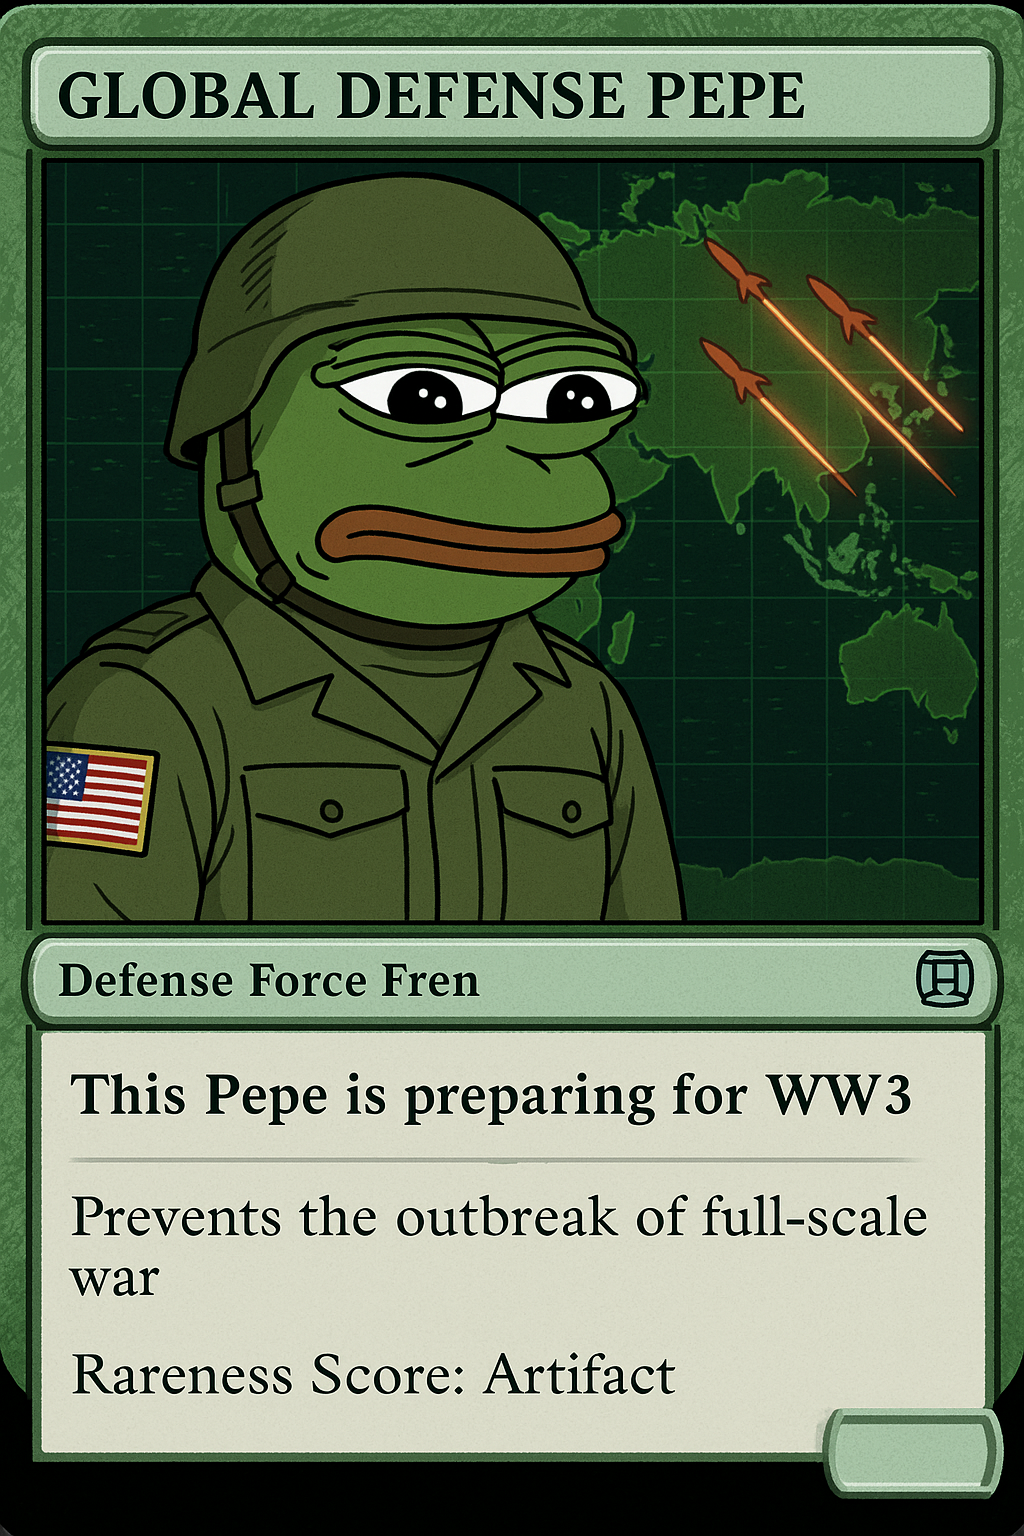 GLOBAL DEFENSE PEPE
Defense Force Fren
This Pepe is preparing for WW3
Prevents the outbreak of full-scale
war
Rareness Score: Artifact